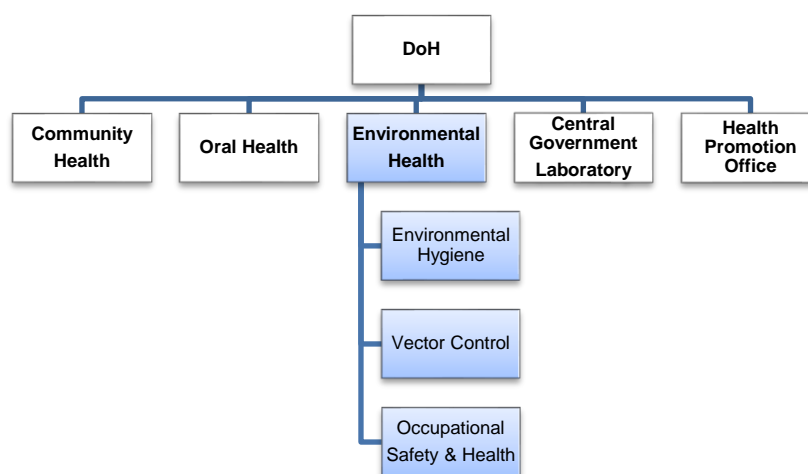 DoH
Community
Health
Oral Health
Environmental
Health
Central
Government
Laboratory
Health
Promotion
Office
Environmental
Hygiene
Vector Control
Occupational
Safety & Health